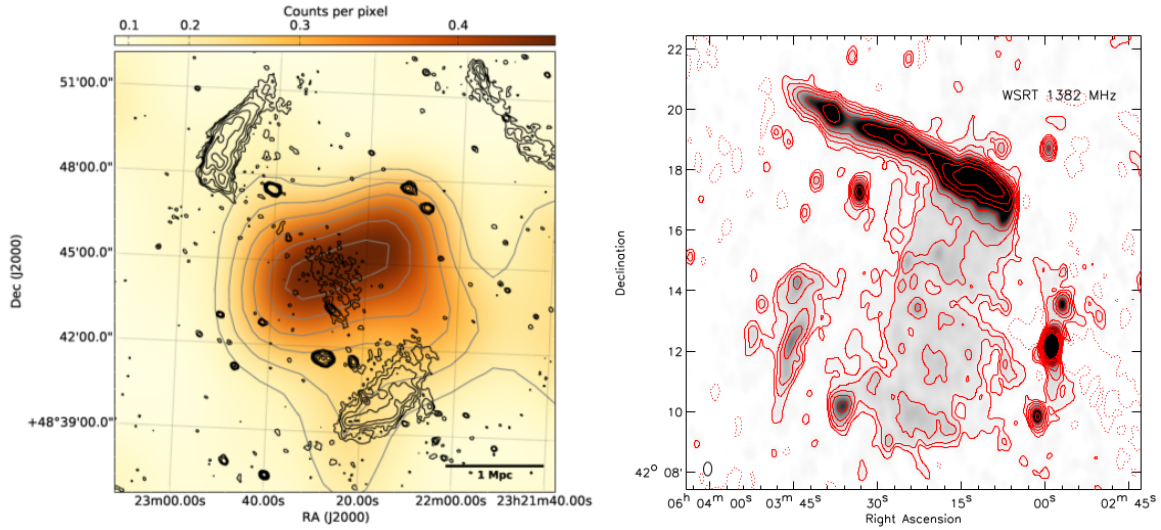 Counts per pixel
0.1 0.2 0.3 0.4
51'00.0"
48'00.0"
45'00.0"
42'00.0"
+48°39'00.0"
Dec (J2000)
1 Mpc
23m00.00s 40.00s 20.00s 22m00.00s 23h21m40.00s
RA (J2000)
WSRT 1382 MHz
22
20
18
16
14
12
10
42° 08'
Declination
06h 04m 00s 03m 45s 30s 15s 00s 02m 45s
Right Ascension